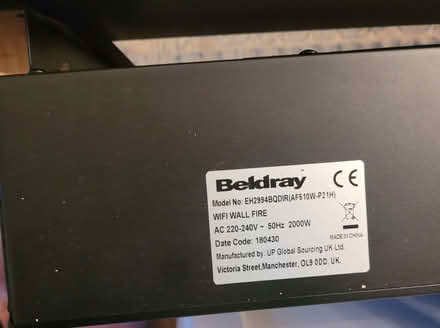 Beldray CE
Model No: EH2994BQDIR(AF510W-P21H)
WIFI WALL FIRE
AC 220-240V ~ 50Hz 2000W
Date Code: 180430
MADE IN CHINA
Manufactured by: UP Global Sourcing UK Ltd.
Victoria Street,Manchester, OL9 0DD. UK.